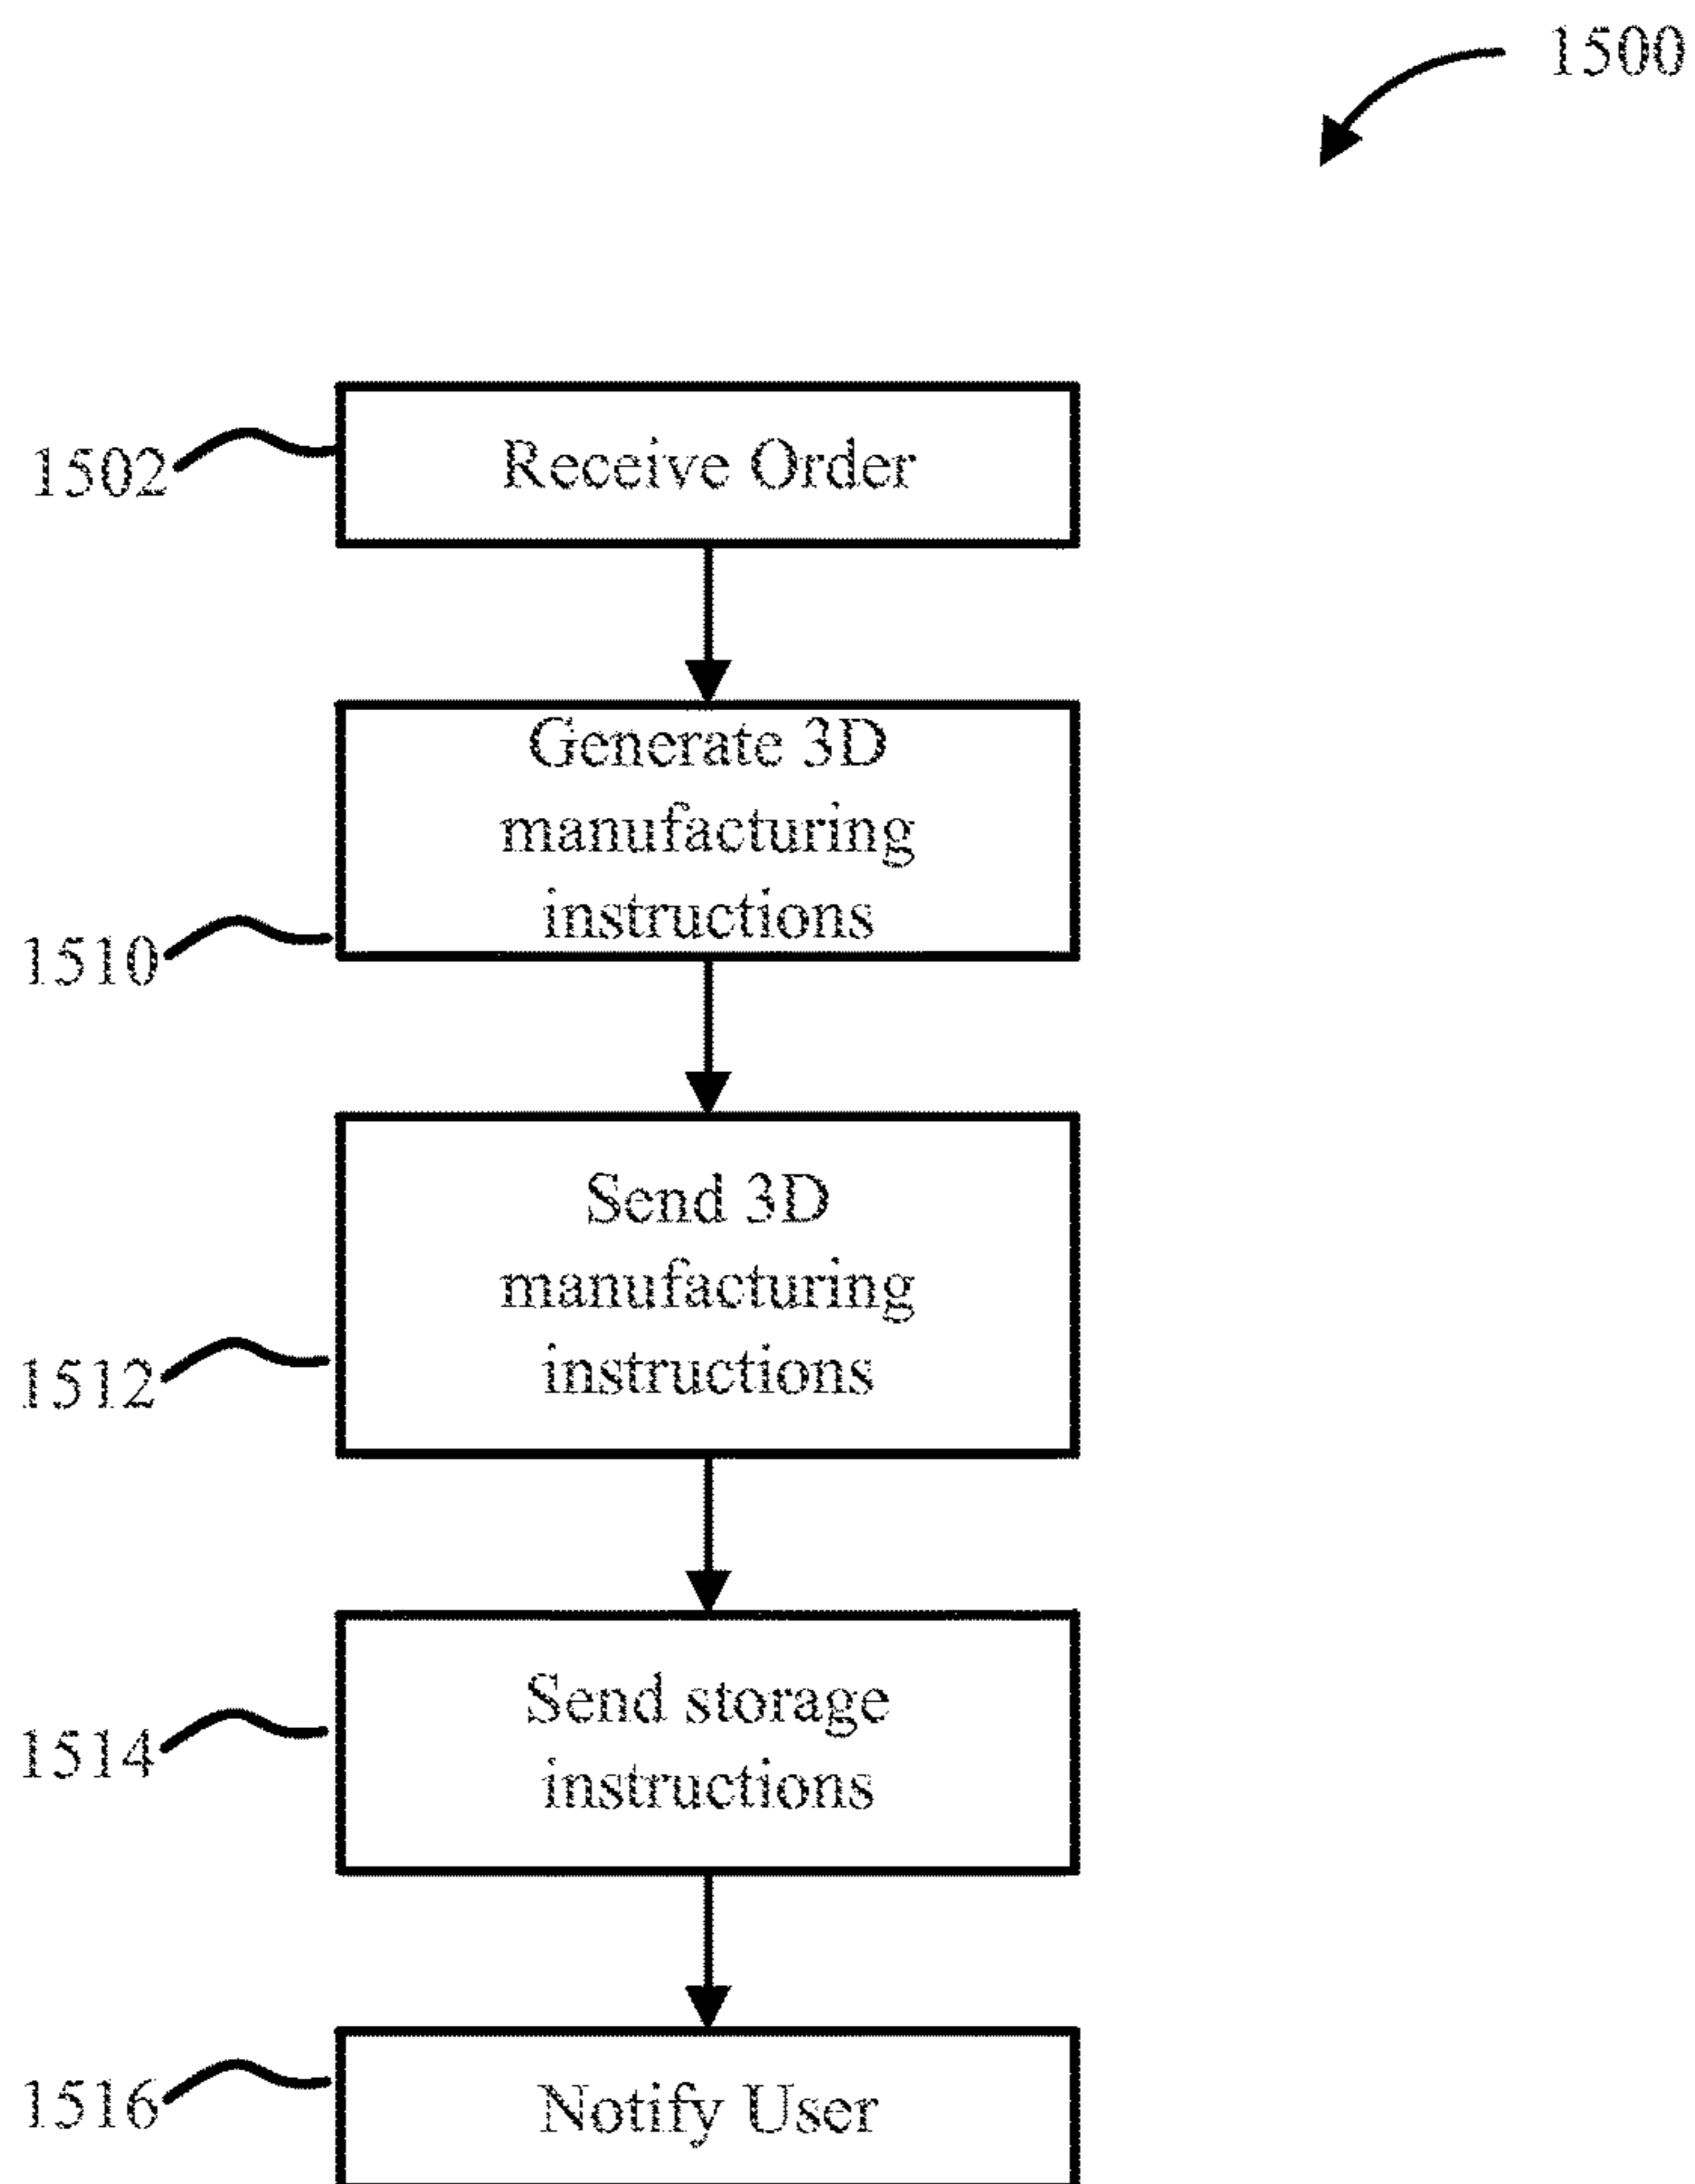 1500
1502
Receive Order
Generate 3D
manufacturing
instructions
1510
Send 3D
manufacturing
instructions
1512
Send storage
instructions
1514
1516
Notify User